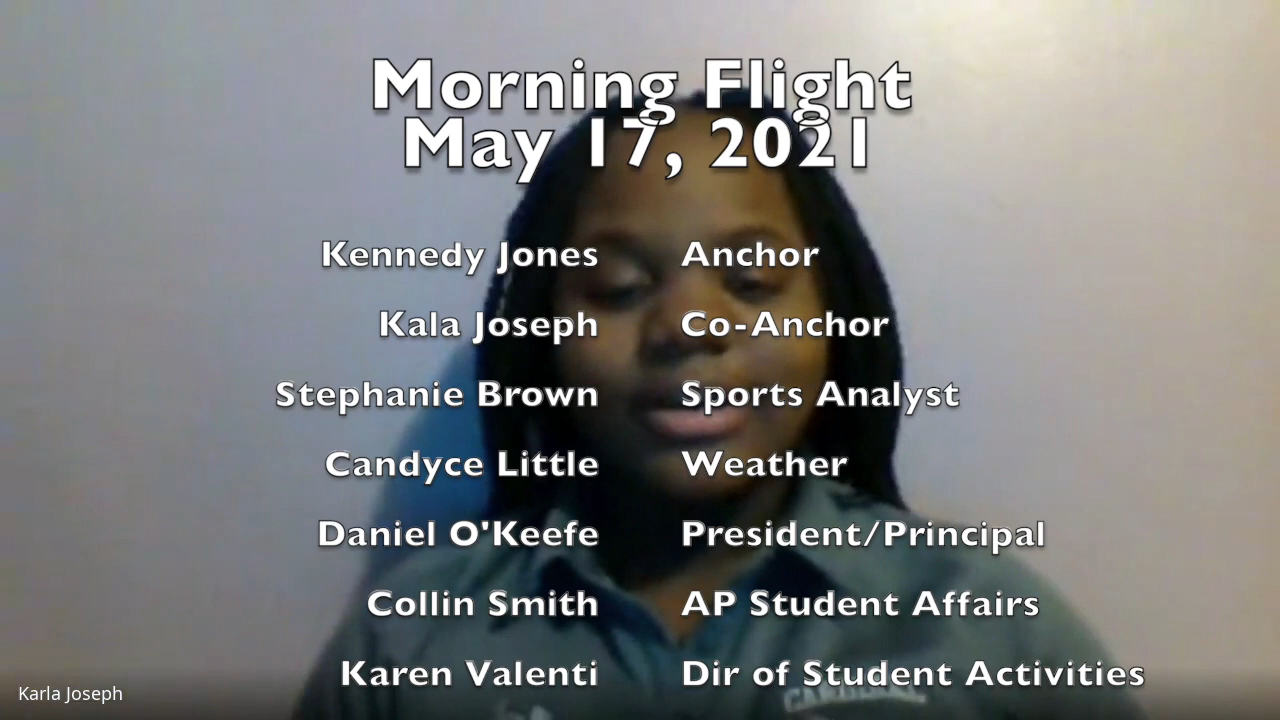 Morning Flight
May 17, 2021
Kennedy Jones Anchor
Kala Joseph Co-Anchor
Stephanie Brown Sports Analyst
Candyce Little Weather
Daniel O'Keefe President/Principal
Collin Smith AP Student Affairs
Karen Valenti Dir of Student Activities
Karla Joseph